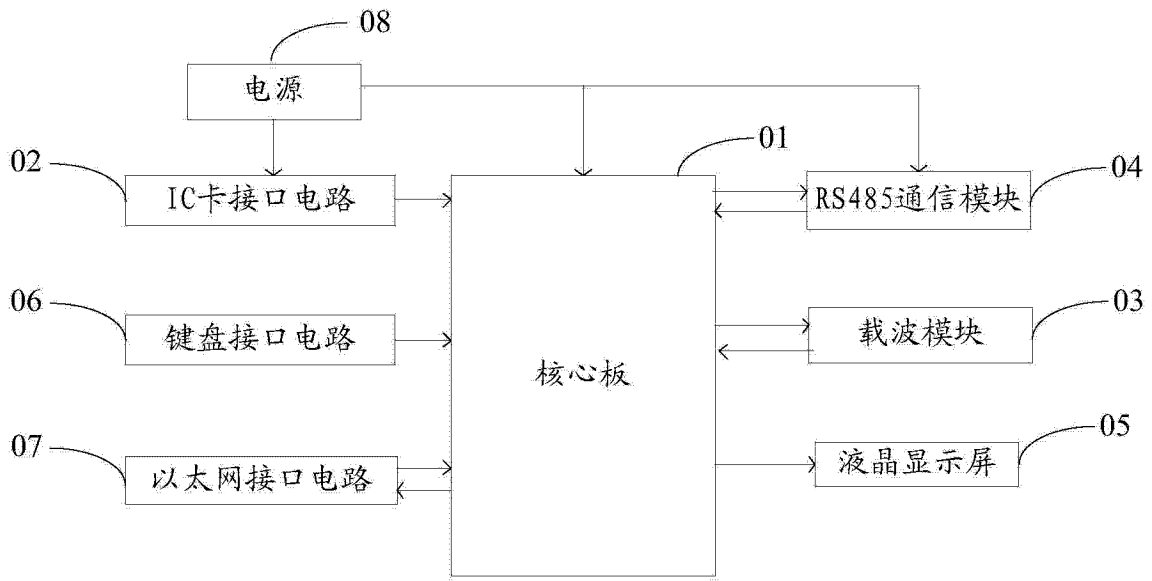 08
电源
01
02
IC卡接口电路
RS485通信模块
04
06
键盘接口电路
载波模块
03
核心板
07
以太网接口电路
液晶显示屏
05